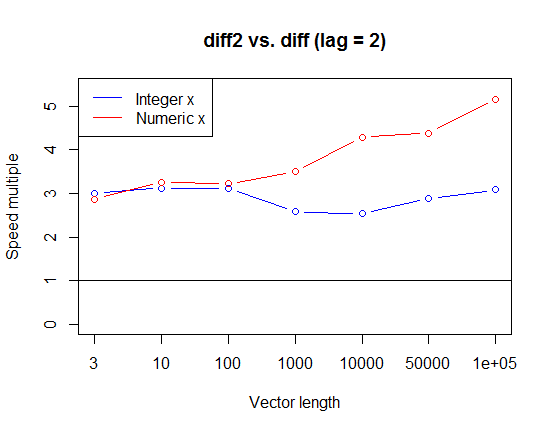 diff2 vs. diff (lag = 2)
Integer x
Numeric x
Speed multiple
5
4
3
2
1
0
3 10 100 1000 10000 50000 1e+05
Vector length